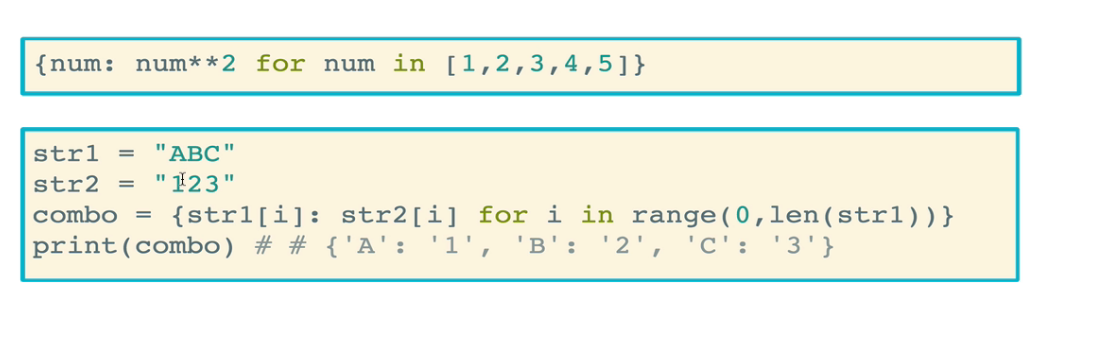 {num: num**2 for num in [1,2,3,4,5]}
str1 = "ABC"
str2 = "123"
combo = {str1[i]: str2[i] for i in range(0,len(str1))}
print(combo) # # {'A': '1', 'B': '2', 'C': '3'}